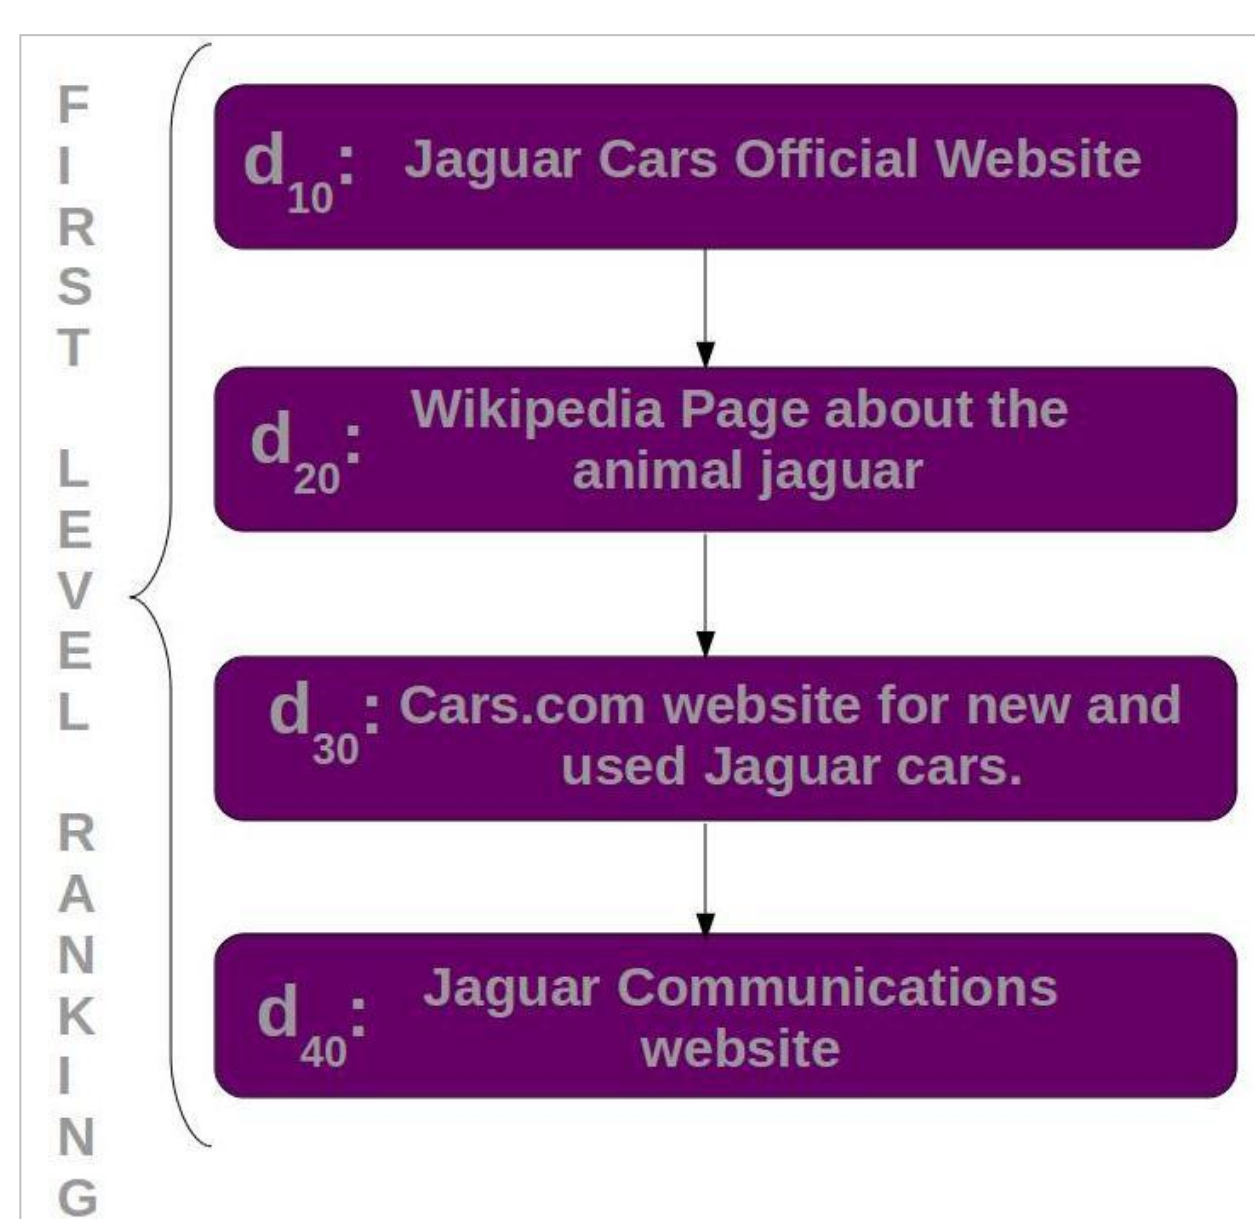 FIRST LEVEL RANKING
d10: Jaguar Cars Official Website
d20: Wikipedia Page about the
animal jaguar
d30: Cars.com website for new and
used Jaguar cars.
d40: Jaguar Communications
website